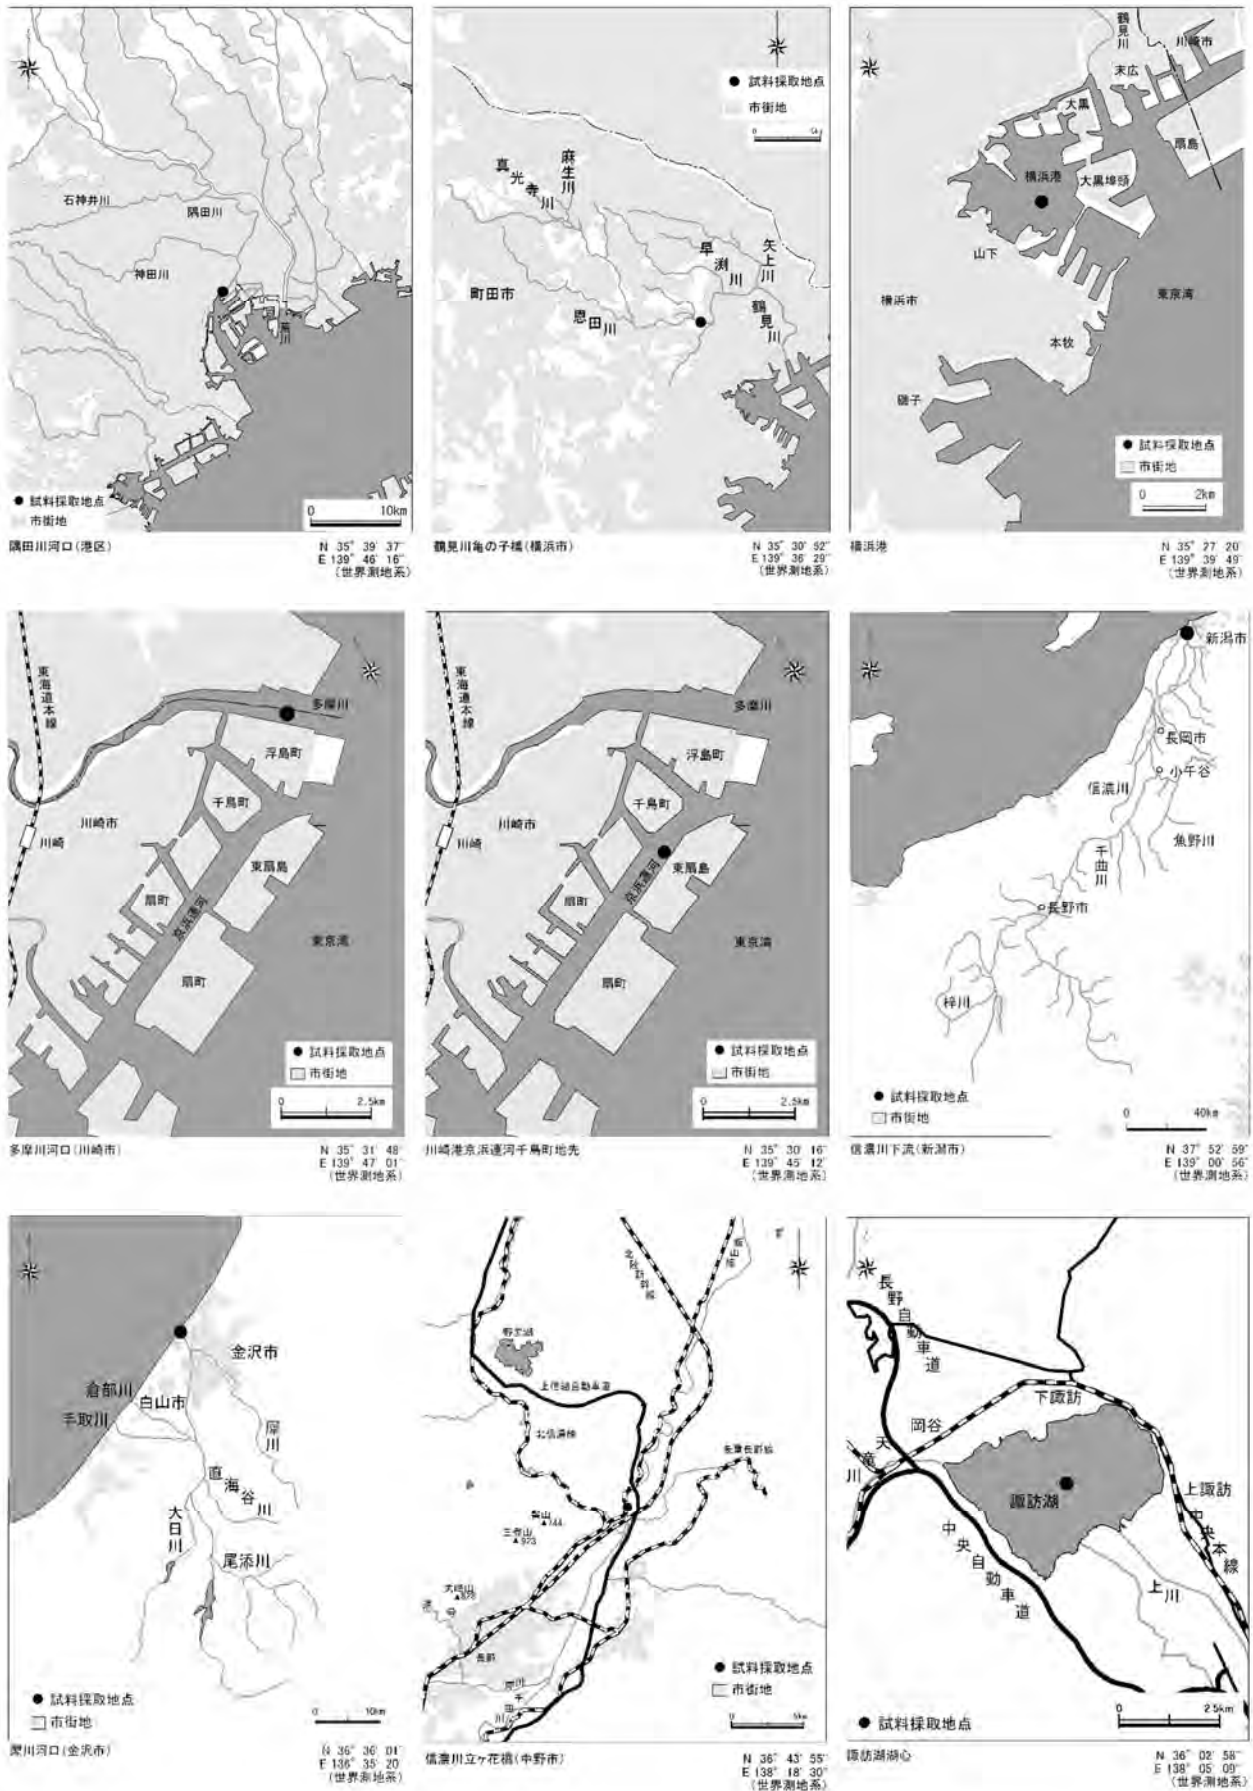 石神井川
隅田川
神田川
荒川
● 試料採取地点
市街地
0 10km
隅田川河口(港区)
N 35° 39′ 37″
E 139° 46′ 16″
(世界測地系)
● 試料採取地点
市街地
真光寺川
麻生川
早渕川
矢上川
町田市
恩田川
鶴見川
鶴見川亀の子橋(横浜市)
N 35° 30′ 52″
E 139° 36′ 29″
(世界測地系)
鶴見川
川崎市
末広
大黒
扇島
横浜港
大黒埠頭
山下
横浜市
東京湾
本牧
磯子
● 試料採取地点
市街地
0 2km
横浜港
N 35° 27′ 20″
E 139° 39′ 49″
(世界測地系)
東海道本線
多摩川
浮島町
千鳥町
川崎市
川崎
東扇島
扇町
京浜運河
東京湾
扇町
● 試料採取地点
市街地
0 2.5km
多摩川河口(川崎市)
N 35° 31′ 48″
E 139° 47′ 01″
(世界測地系)
東海道本線
多摩川
浮島町
千鳥町
川崎市
川崎
東扇島
扇町
京浜運河
東京湾
扇町
● 試料採取地点
市街地
0 2.5km
川崎港京浜運河千鳥町地先
N 35° 30′ 16″
E 139° 45′ 12″
(世界測地系)
新潟市
長岡市
小千谷
信濃川
魚野川
千曲川
長野市
梓川
● 試料採取地点
市街地
0 40km
信濃川下流(新潟市)
N 37° 52′ 59″
E 139° 00′ 56″
(世界測地系)
金沢市
倉部川
白山市
手取川
犀川
直海谷川
大日川
尾添川
● 試料採取地点
市街地
0 10km
犀川河口(金沢市)
N 36° 36′ 01″
E 136° 35′ 20″
(世界測地系)
飯山線
北陸新幹線
野尻湖
上信越自動車道
北信濃線
三登山
▲923
長野
● 試料採取地点
市街地
0 5km
信濃川立ヶ花橋(中野市)
N 36° 43′ 55″
E 138° 18′ 30″
(世界測地系)
長野自動車道
下諏訪
岡谷
天竜川
諏訪湖
上諏訪
中央本線
中央自動車道
上川
● 試料採取地点
0 2.5km
諏訪湖湖心
N 36° 02′ 58″
E 138° 05′ 09″
(世界測地系)